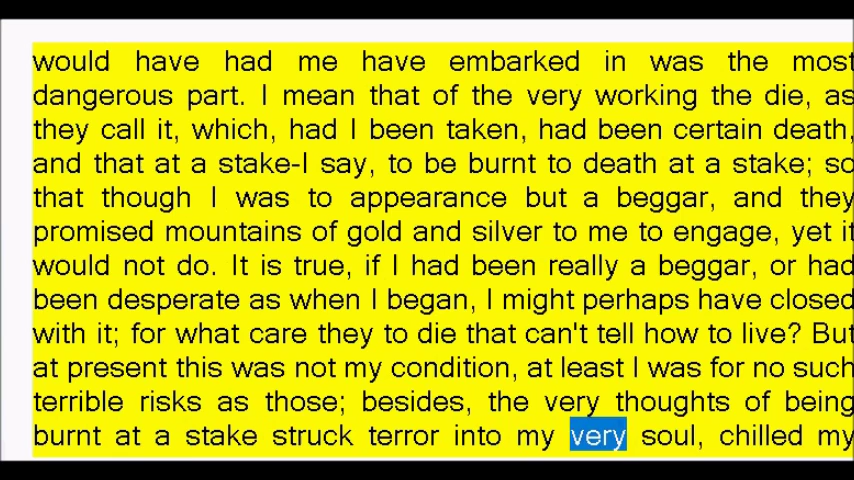 would have had me have embarked in was the most
dangerous part. I mean that of the very working the die, as
they call it, which, had I been taken, had been certain death,
and that at a stake-I say, to be burnt to death at a stake; so
that though I was to appearance but a beggar, and they
promised mountains of gold and silver to me to engage, yet it
would not do. It is true, if I had been really a beggar, or had
been desperate as when I began, I might perhaps have closed
with it; for what care they to die that can't tell how to live? But
at present this was not my condition, at least I was for no such
terrible risks as those; besides, the very thoughts of being
burnt at a stake struck terror into my very soul, chilled my